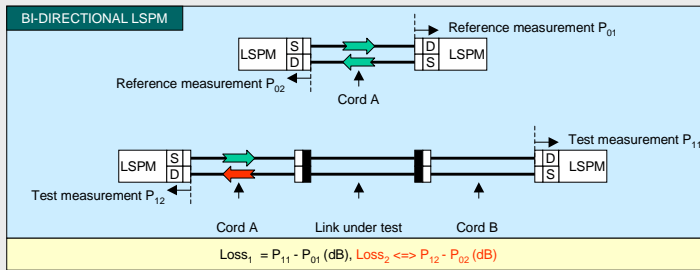 BI-DIRECTIONAL LSPM
Reference measurement P01
LSPM S D
D S LSPM
Reference measurement P02
Cord A
Test measurement P11
LSPM S D
D S LSPM
Test measurement P12
Cord A Link under test Cord B
Loss1 = P11 - P01 (dB), Loss2 <=> P12 - P02 (dB)